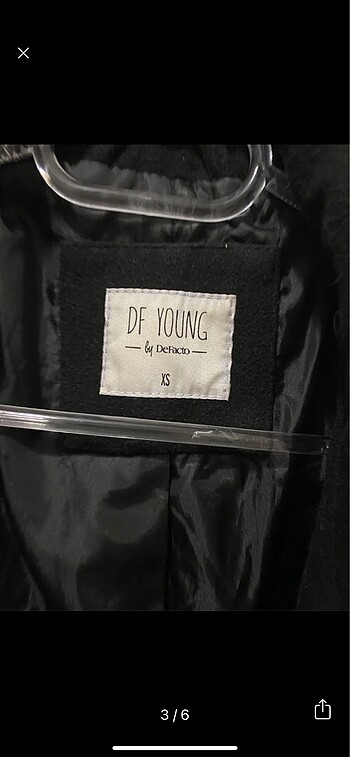 DF YOUNG
by DeFacto
XS
3/6